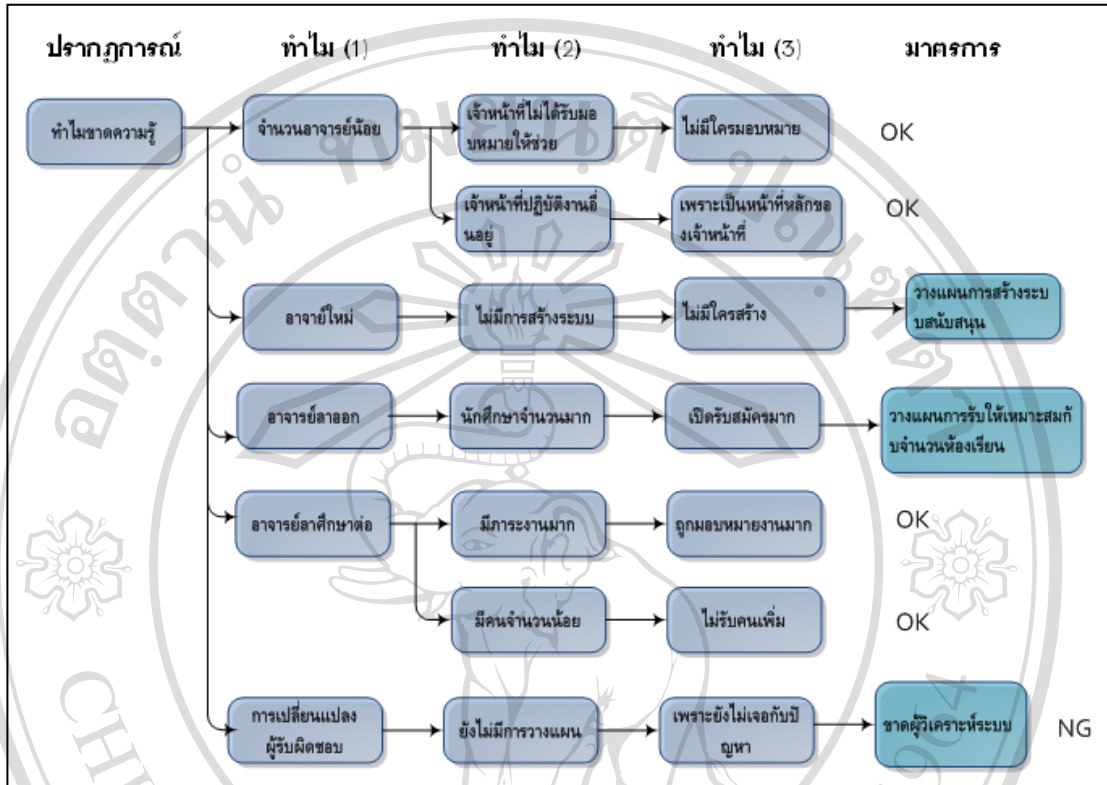 ปรากฏการณ์ ทำไม (1) ทำไม (2) ทำไม (3) มาตรการ
ทำไมขาดความรู้
จำนวนอาจารย์น้อย
เจ้าหน้าที่ไม่ได้รับมอ
บหมายให้ช่วย
ไม่มีใครมอบหมาย
OK
เจ้าหน้าที่ปฏิบัติงานอื่
นอยู่
เพราะเป็นหน้าที่หลักขอ
งเจ้าหน้าที่
OK
อาจาย์ใหม่
ไม่มีการสร้างระบบ
ไม่มีใครสร้าง
วางแผนการสร้างระบ
บสนับสนุน
อาจารย์ลาออก
นักศึกษาจำนวนมาก
เปิดรับสมัครมาก
วางแผนการรับให้เหมาะสมกั
บจำนวนห้องเรียน
อาจารย์ลาศึกษาต่อ
มีภาระงานมาก
ถูกมอบหมายงานมาก
OK
มีคนจำนวนน้อย
ไม่รับคนเพิ่ม
OK
การเปลี่ยนแปลง
ผู้รับผิดชอบ
ยังไม่มีการวางแผน
เพราะยังไม่เจอกับปั
ญหา
ขาดผู้วิเคราะห์ระบบ
NG